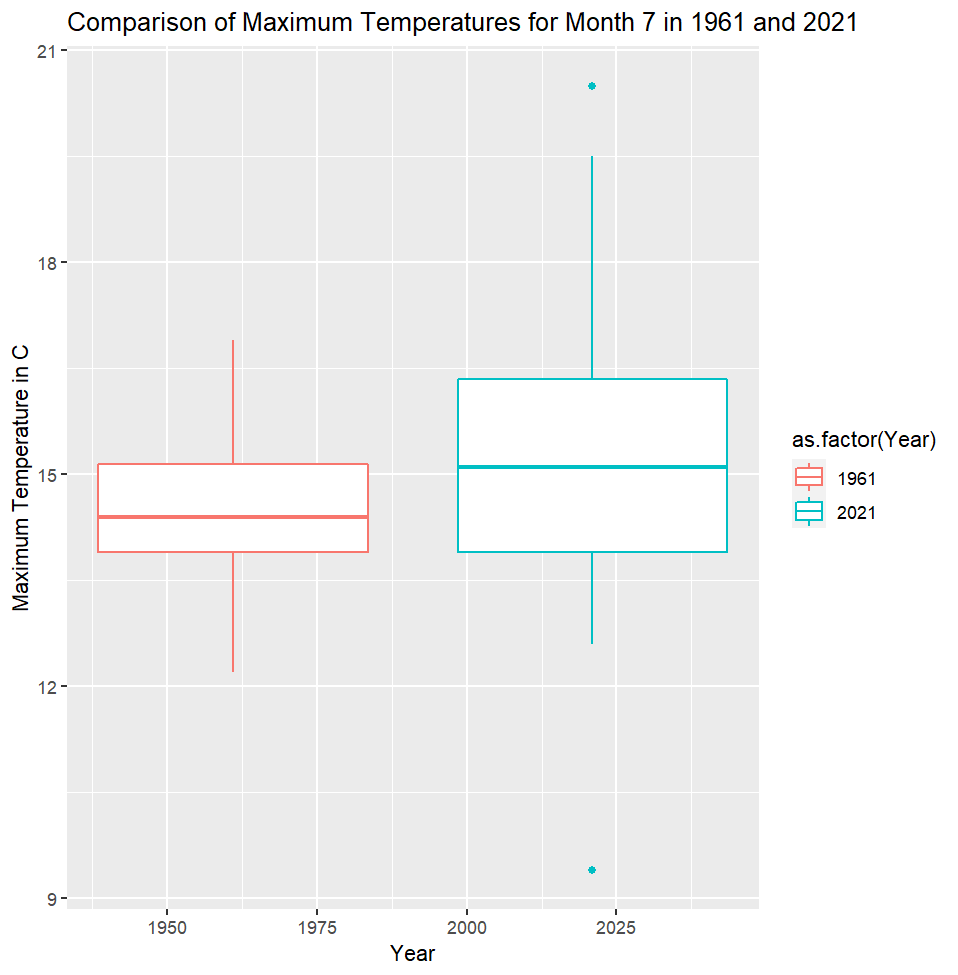 Comparison of Maximum Temperatures for Month 7 in 1961 and 2021
21
18
15
12
9
Maximum Temperature in C
1950 1975 2000 2025
Year
as.factor(Year)
1961
2021